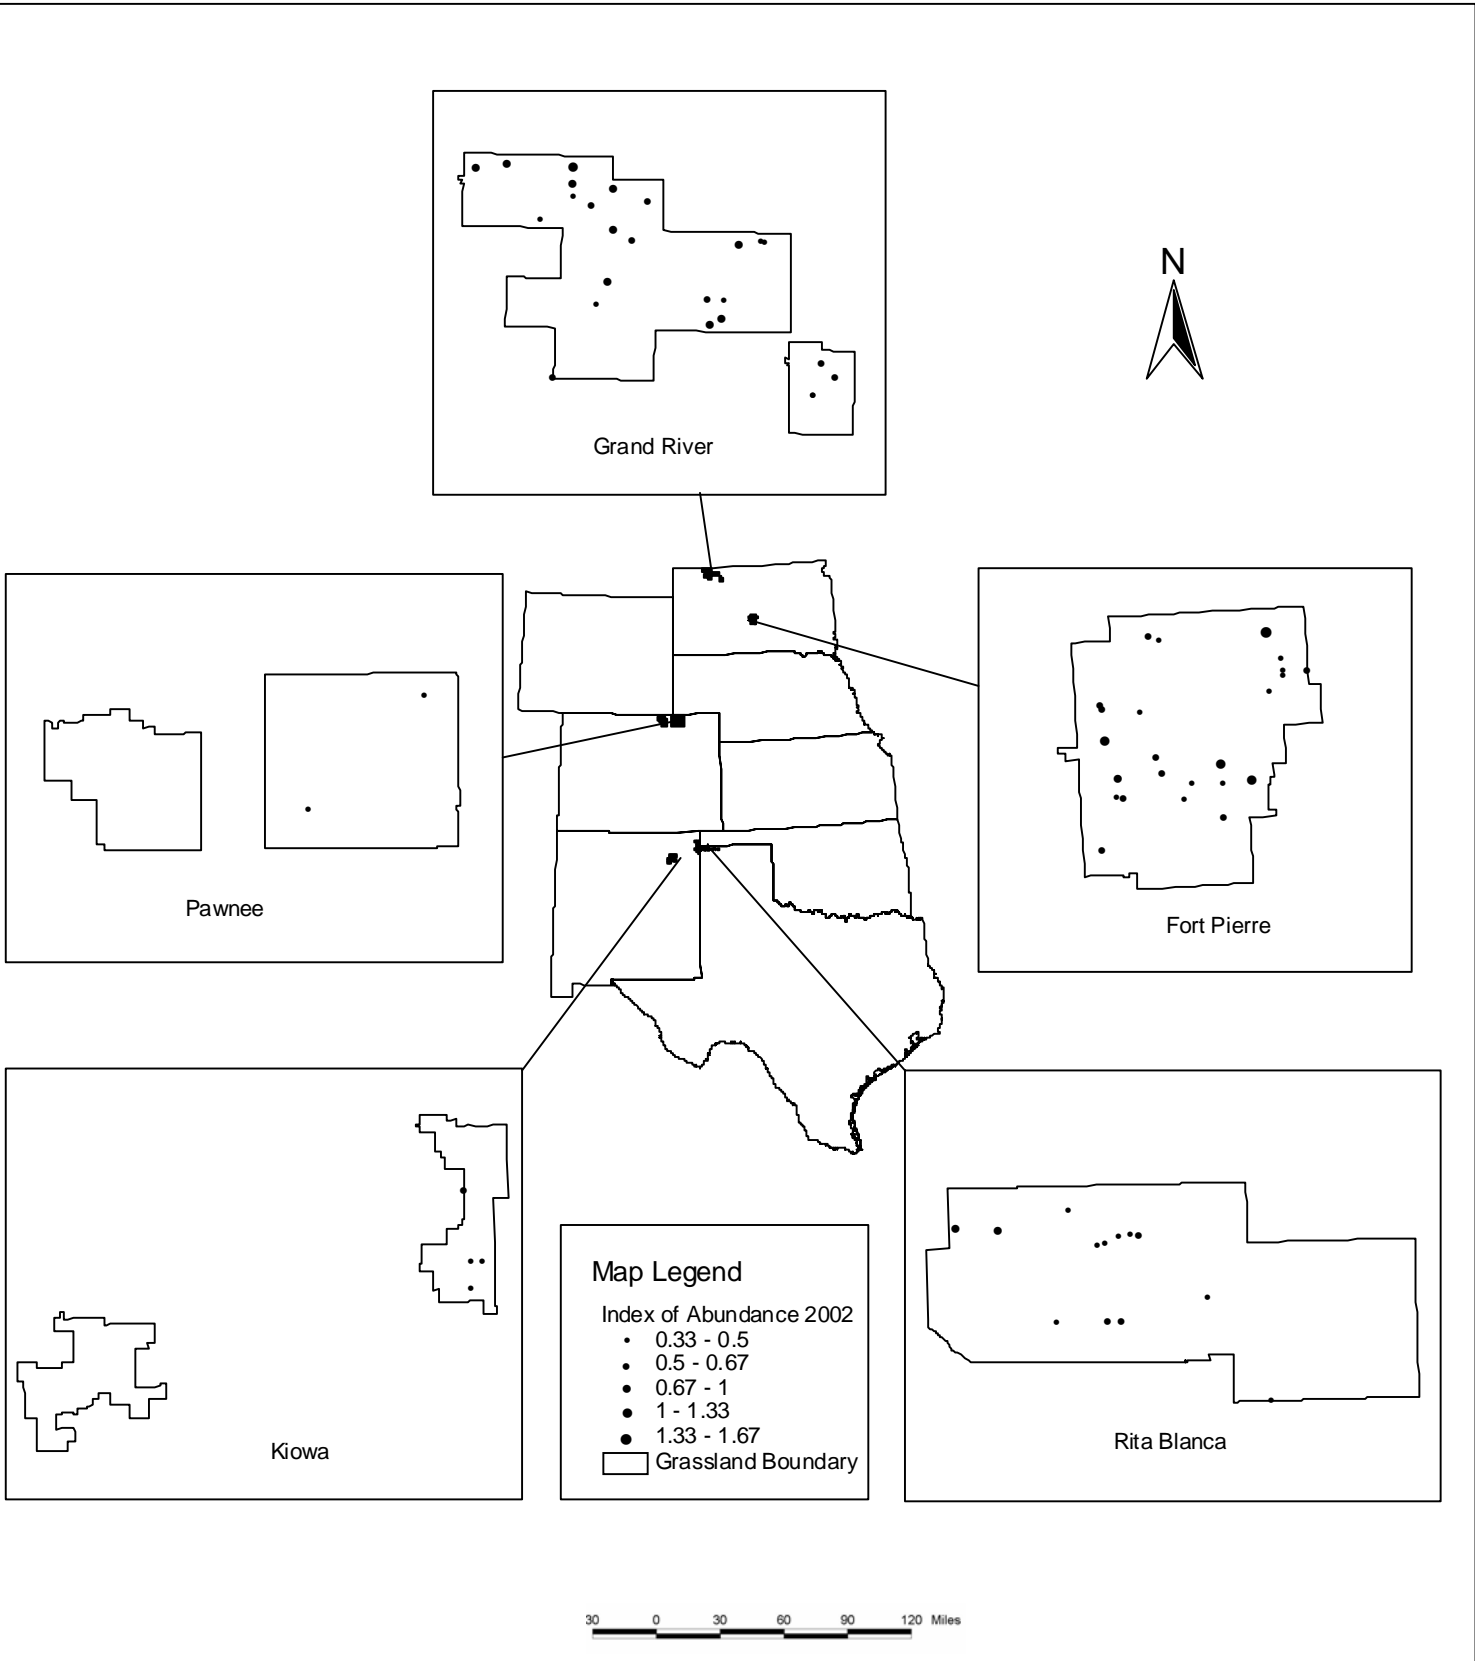 N
Grand River
Pawnee
Fort Pierre
Kiowa
Map Legend
Index of Abundance 2002
0.33 - 0.5
0.5 - 0.67
0.67 - 1
1 - 1.33
1.33 - 1.67
Grassland Boundary
Rita Blanca
30 0 30 60 90 120 Miles